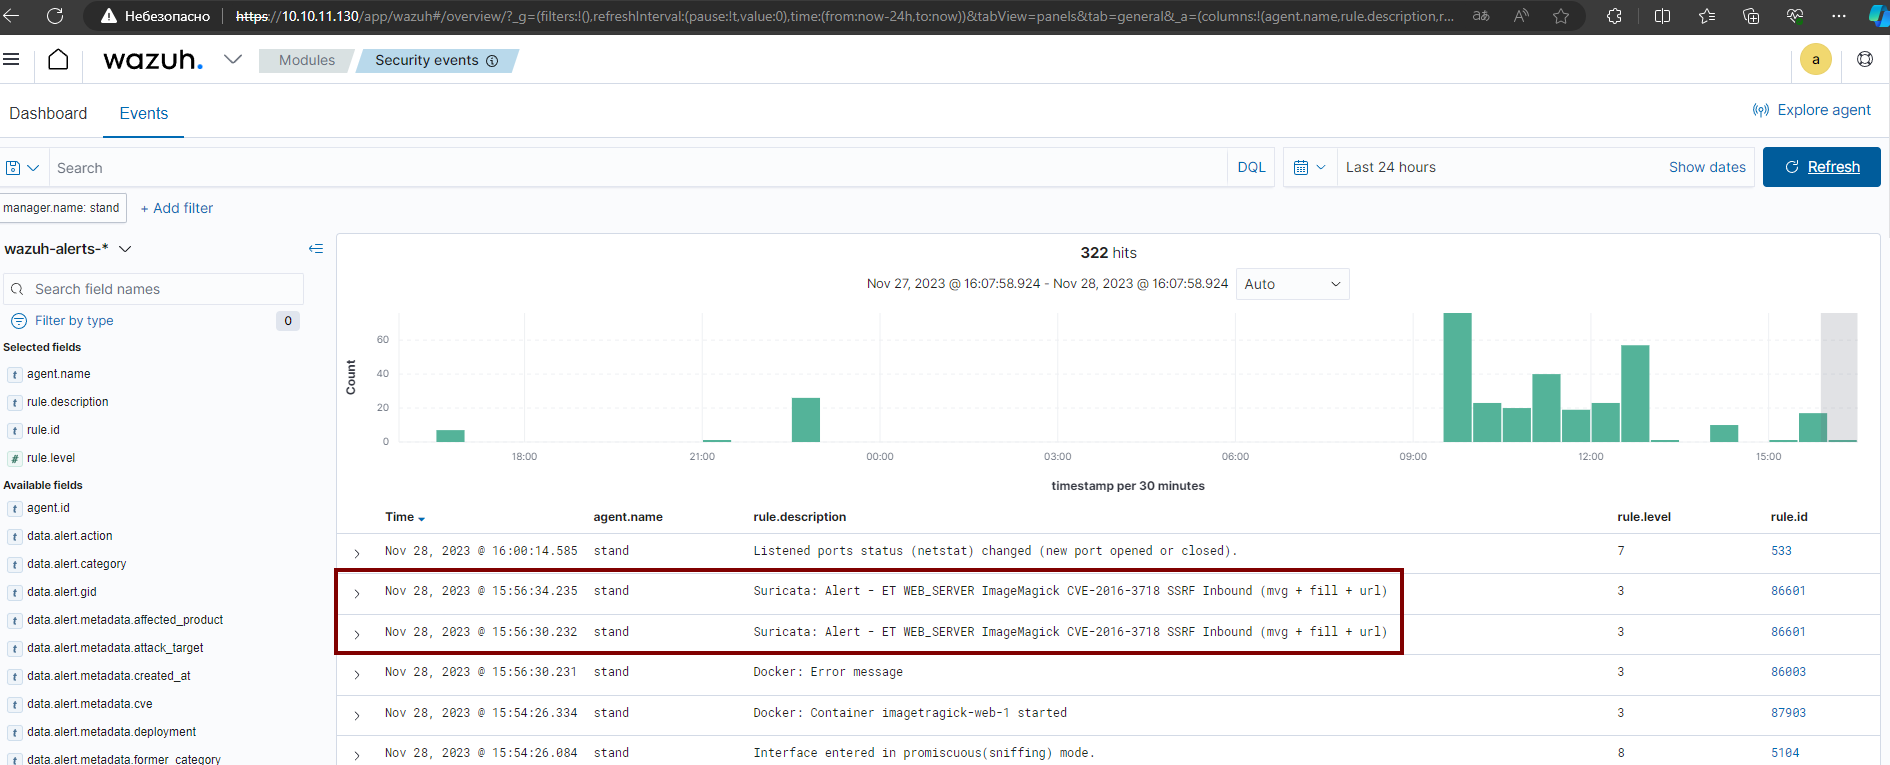 Небезопасно https://10.10.11.130/app/wazuh#/overview/?_g=(filters:!(),refreshInterval:(pause:!t,value:0),time:(from:now-24h,to:now))&tabView=panels&tab=general&_a=(columns:!(agent.name,rule.description,r...
wazuh. Modules Security events a
Dashboard Events Explore agent
Search DQL Last 24 hours Show dates Refresh
manager.name: stand + Add filter
wazuh-alerts-*
322 hits
Nov 27, 2023 @ 16:07:58.924 - Nov 28, 2023 @ 16:07:58.924 Auto
Search field names
Filter by type 0
Selected fields
t agent.name
t rule.description
t rule.id
# rule.level
Available fields
t agent.id
t data.alert.action
t data.alert.category
t data.alert.gid
t data.alert.metadata.affected_product
t data.alert.metadata.attack_target
t data.alert.metadata.created_at
t data.alert.metadata.cve
t data.alert.metadata.deployment
t data.alert.metadata.former_category
Count
60
40
20
0
18:00 21:00 00:00 03:00 06:00 09:00 12:00 15:00
timestamp per 30 minutes
Time agent.name rule.description rule.level rule.id
Nov 28, 2023 @ 16:00:14.585 stand Listened ports status (netstat) changed (new port opened or closed). 7 533
Nov 28, 2023 @ 15:56:34.235 stand Suricata: Alert - ET WEB_SERVER ImageMagick CVE-2016-3718 SSRF Inbound (mvg + fill + url) 3 86601
Nov 28, 2023 @ 15:56:30.232 stand Suricata: Alert - ET WEB_SERVER ImageMagick CVE-2016-3718 SSRF Inbound (mvg + fill + url) 3 86601
Nov 28, 2023 @ 15:56:30.231 stand Docker: Error message 3 86003
Nov 28, 2023 @ 15:54:26.334 stand Docker: Container imagetragick-web-1 started 3 87903
Nov 28, 2023 @ 15:54:26.084 stand Interface entered in promiscuous(sniffing) mode. 8 5104